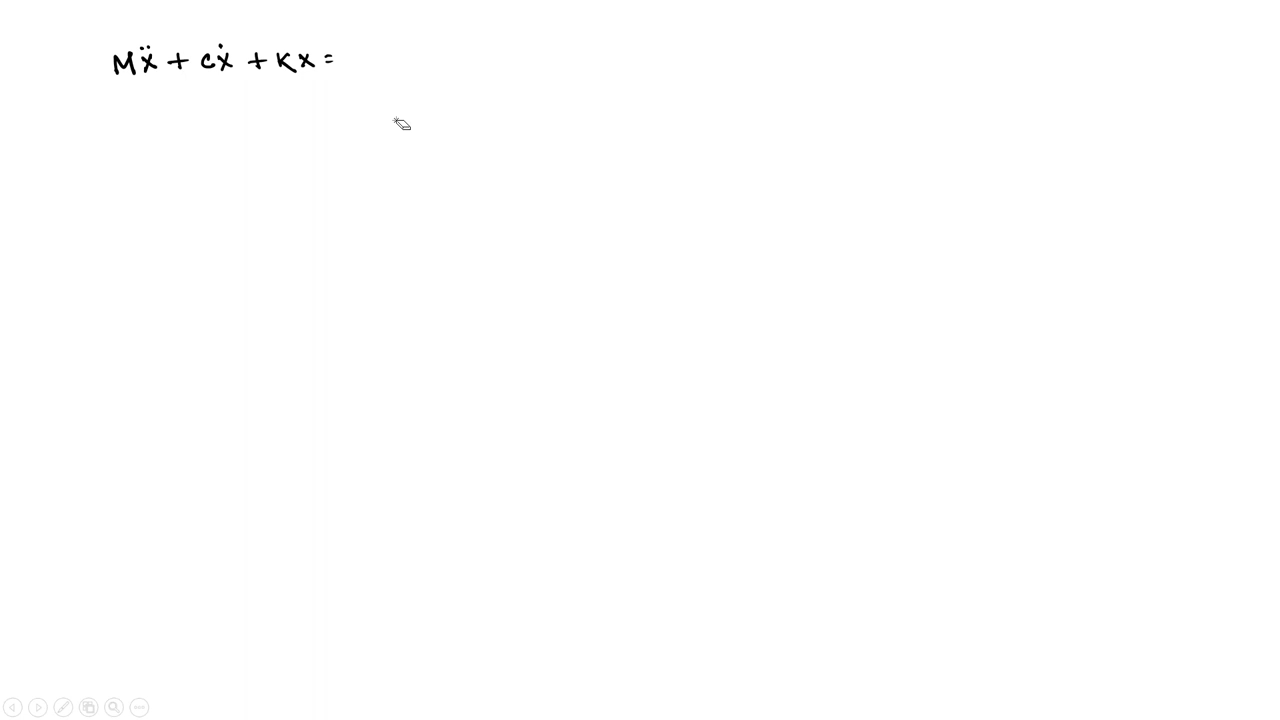 Mẍ + cẋ + Kx =